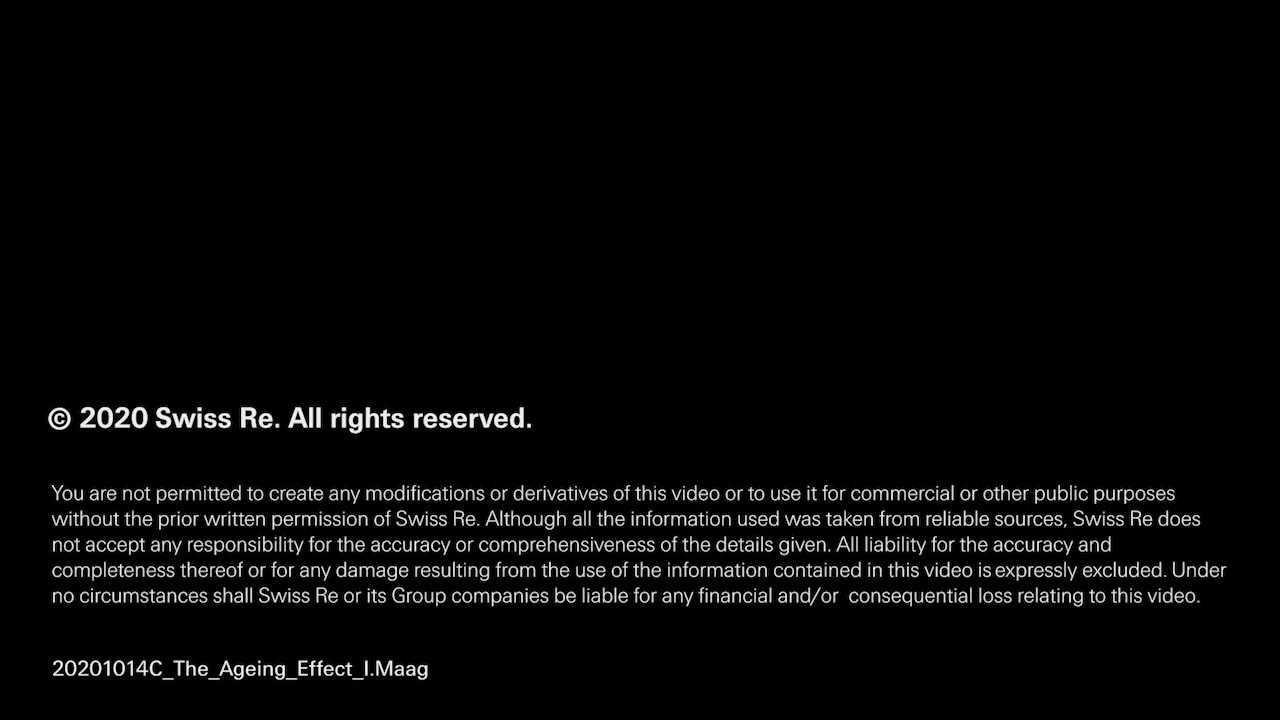 © 2020 Swiss Re. All rights reserved.
You are not permitted to create any modifications or derivatives of this video or to use it for commercial or other public purposes
without the prior written permission of Swiss Re. Although all the information used was taken from reliable sources, Swiss Re does
not accept any responsibility for the accuracy or comprehensiveness of the details given. All liability for the accuracy and
completeness thereof or for any damage resulting from the use of the information contained in this video is expressly excluded. Under
no circumstances shall Swiss Re or its Group companies be liable for any financial and/or  consequential loss relating to this video.
20201014C_The_Ageing_Effect_I.Maag